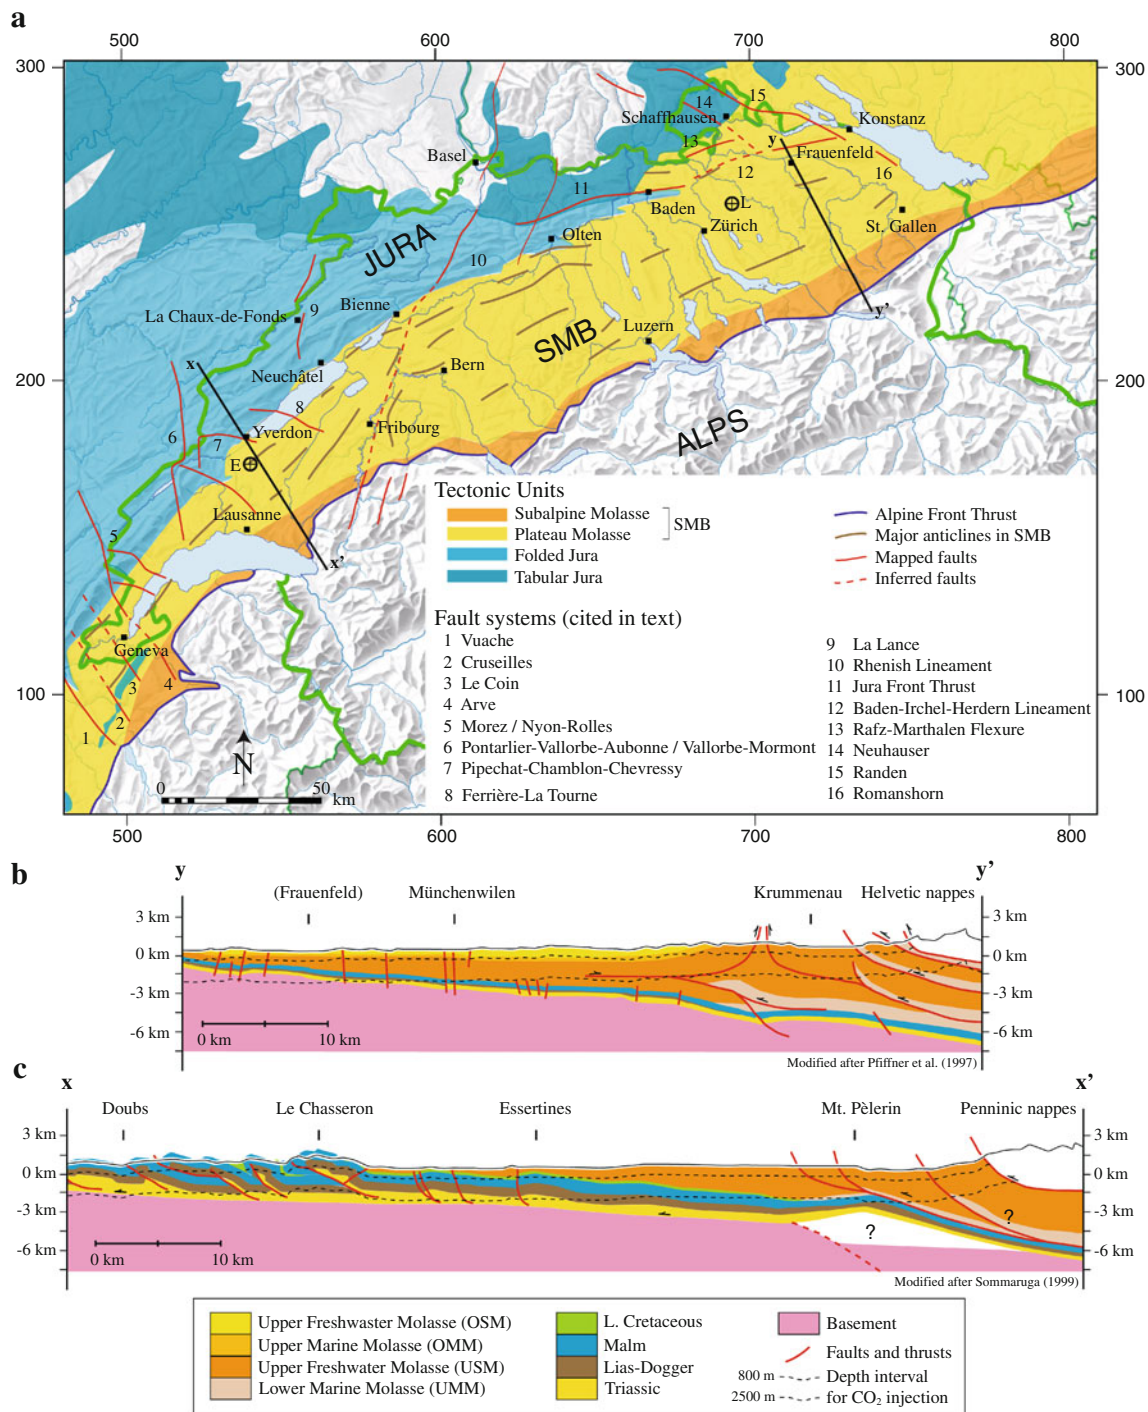 a
500 600 700 800
300 300
200 200
100 100
500 600 700 800
Schaffhausen
14
15
Konstanz
13
y
Frauenfeld
12
16
Basel
11
Baden
L
Zürich
St. Gallen
JURA
10
Olten
La Chaux-de-Fonds
9
Bienne
y'
x
Neuchâtel
Bern
SMB
Luzern
8
ALPS
6
7
Yverdon
Fribourg
E
Lausanne
5
x'
Geneva
3
4
2
1
N
0 50
km
Tectonic Units
Subalpine Molasse
Plateau Molasse
SMB
Folded Jura
Tabular Jura
Alpine Front Thrust
Major anticlines in SMB
Mapped faults
Inferred faults
Fault systems (cited in text)
1 Vuache
2 Cruseilles
3 Le Coin
4 Arve
5 Morez / Nyon-Rolles
6 Pontarlier-Vallorbe-Aubonne / Vallorbe-Mormont
7 Pipechat-Chamblon-Chevressy
8 Ferrière-La Tourne
9 La Lance
10 Rhenish Lineament
11 Jura Front Thrust
12 Baden-Irchel-Herdern Lineament
13 Rafz-Marthalen Flexure
14 Neuhauser
15 Randen
16 Romanshorn
b
y y'
(Frauenfeld) Münchenwilen Krummenau Helvetic nappes
3 km 3 km
0 km 0 km
-3 km -3 km
-6 km -6 km
0 km 10 km
Modified after Pfiffner et al. (1997)
c
x x'
Doubs Le Chasseron Essertines Mt. Pèlerin Penninic nappes
3 km 3 km
0 km 0 km
-3 km -3 km
? ?
-6 km -6 km
0 km 10 km
Modified after Sommaruga (1999)
Upper Freshwaster Molasse (OSM)
Upper Marine Molasse (OMM)
Upper Freshwater Molasse (USM)
Lower Marine Molasse (UMM)
L. Cretaceous
Malm
Lias-Dogger
Triassic
Basement
Faults and thrusts
800 m Depth interval
2500 m for CO₂ injection